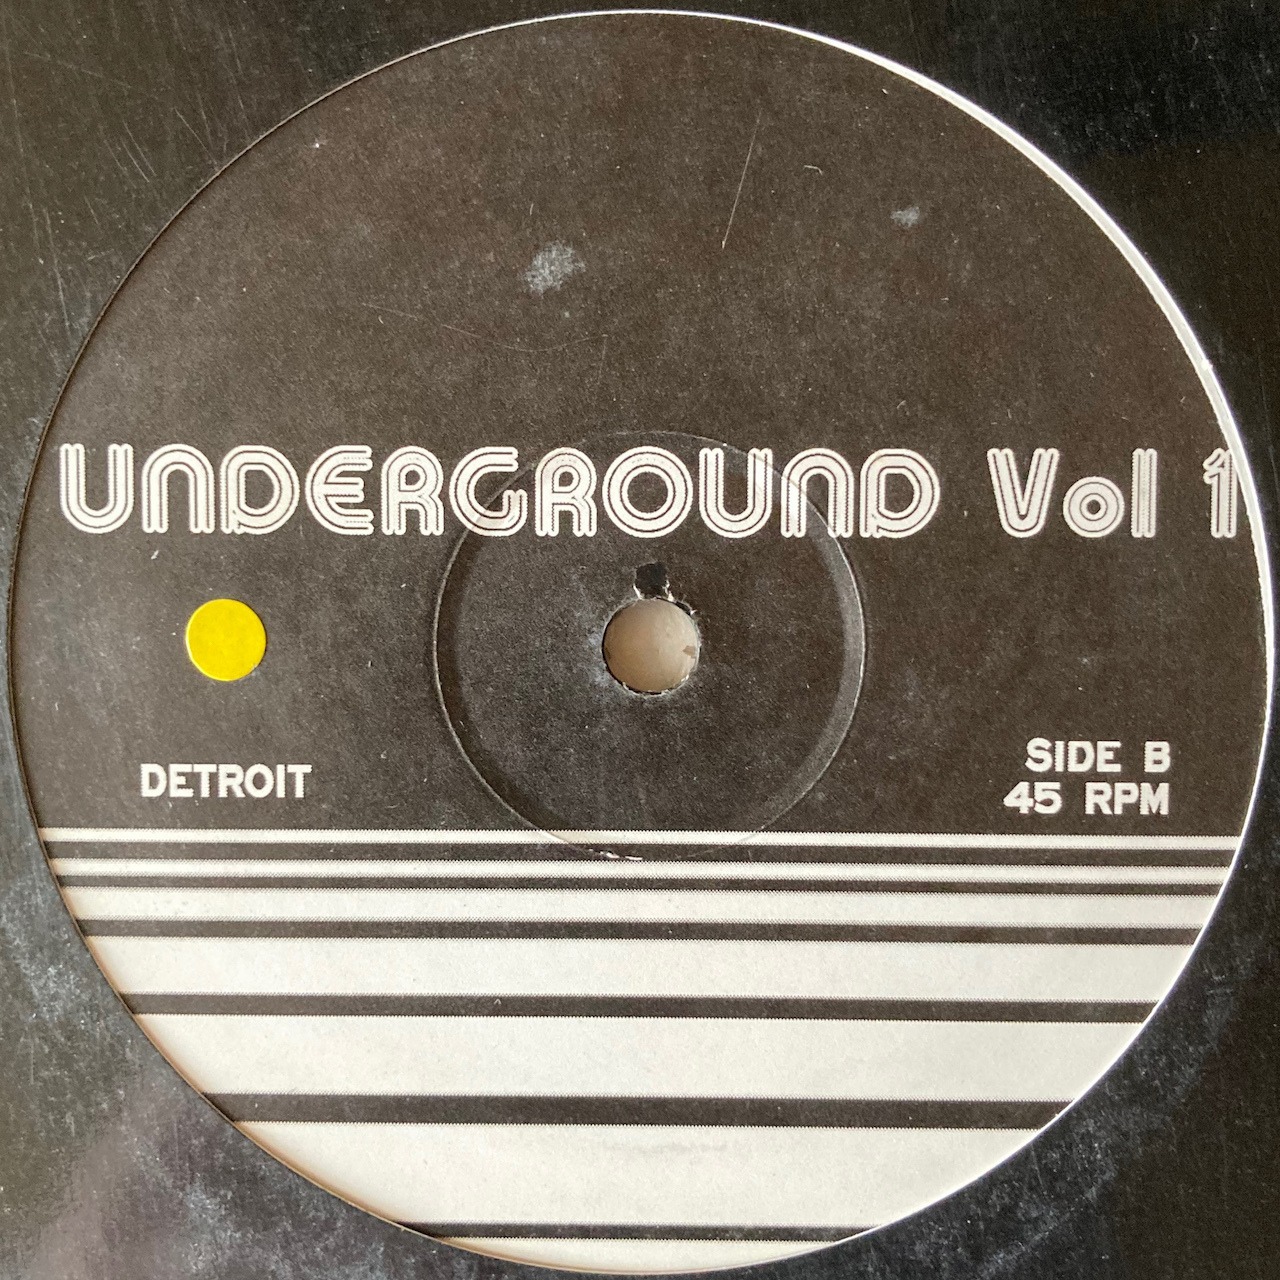 UNDERGROUND Vol 1
DETROIT
SIDE B
45 RPM